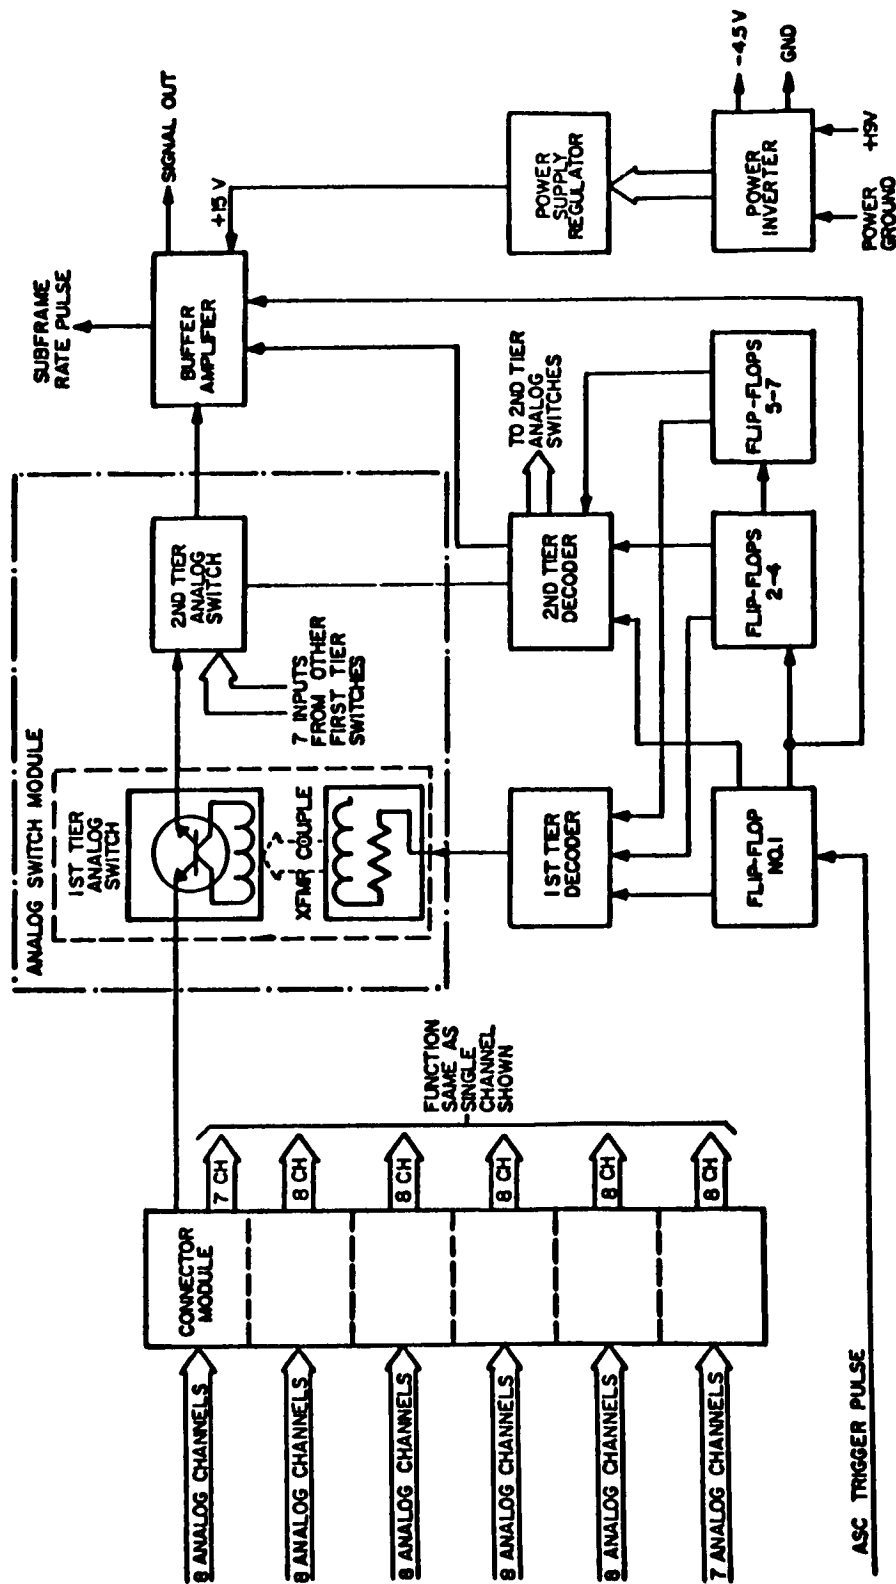 8 ANALOG CHANNELS
8 ANALOG CHANNELS
8 ANALOG CHANNELS
8 ANALOG CHANNELS
8 ANALOG CHANNELS
7 ANALOG CHANNELS
ASC TRIGGER PULSE
CONNECTOR
MODULE
7 CH
8 CH
8 CH
8 CH
8 CH
8 CH
FUNCTION
SAME AS
SINGLE
CHANNEL
SHOWN
ANALOG SWITCH MODULE
1ST TIER
ANALOG
SWITCH
XFMR COUPLE
2ND TIER
ANALOG
SWITCH
7 INPUTS
FROM OTHER
FIRST TIER
SWITCHES
1ST TIER
DECODER
2ND TIER
DECODER
TO 2ND TIER
ANALOG
SWITCHES
FLIP-FLOP
NO.1
FLIP-FLOPS
2-4
FLIP-FLOPS
5-7
SUBFRAME
RATE PULSE
BUFFER
AMPLIFIER
SIGNAL OUT
+15V
POWER
SUPPLY
REGULATOR
POWER
INVERTER
-4.5V
GND
POWER
GROUND
+19V